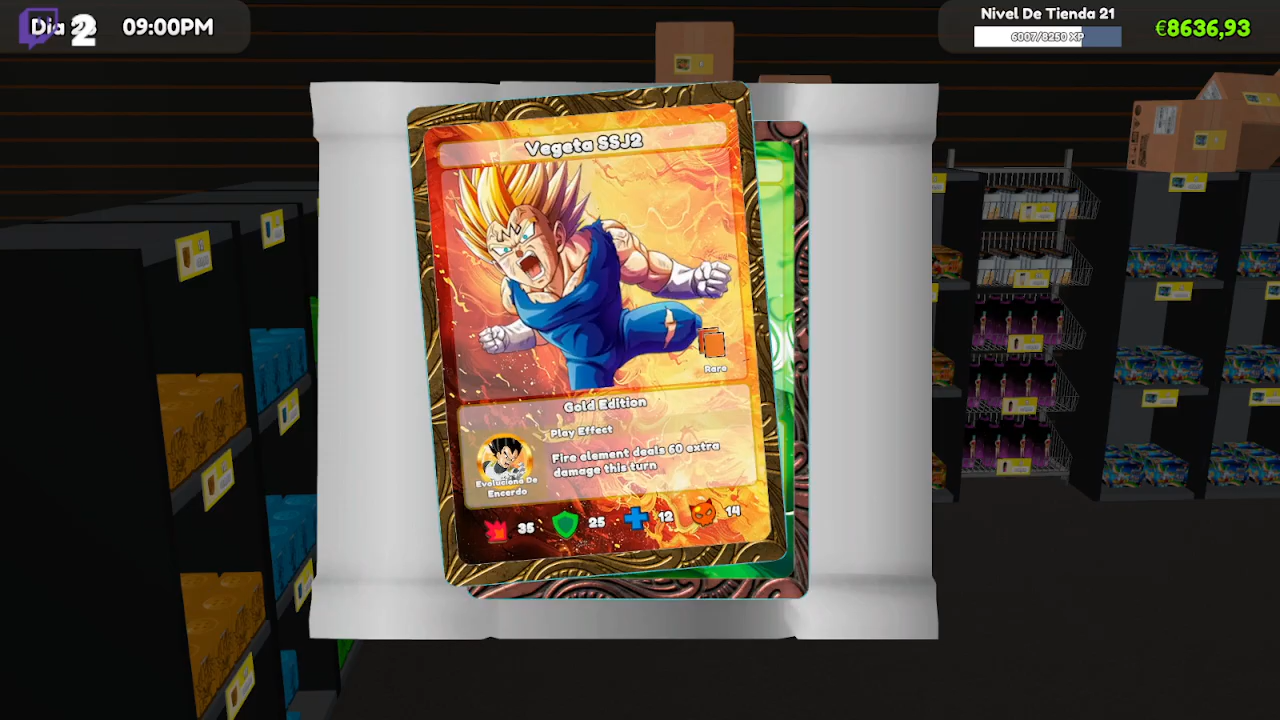 Día
2
09:00PM
Nivel De Tienda 21
6007/8250 XP
€8636,93
Vegeta SSJ2
Raro
Gold Edition
Play Effect
Fire element deals 60 extra
damage this turn
Evoluciona De
Encerdo
35
25
12
14